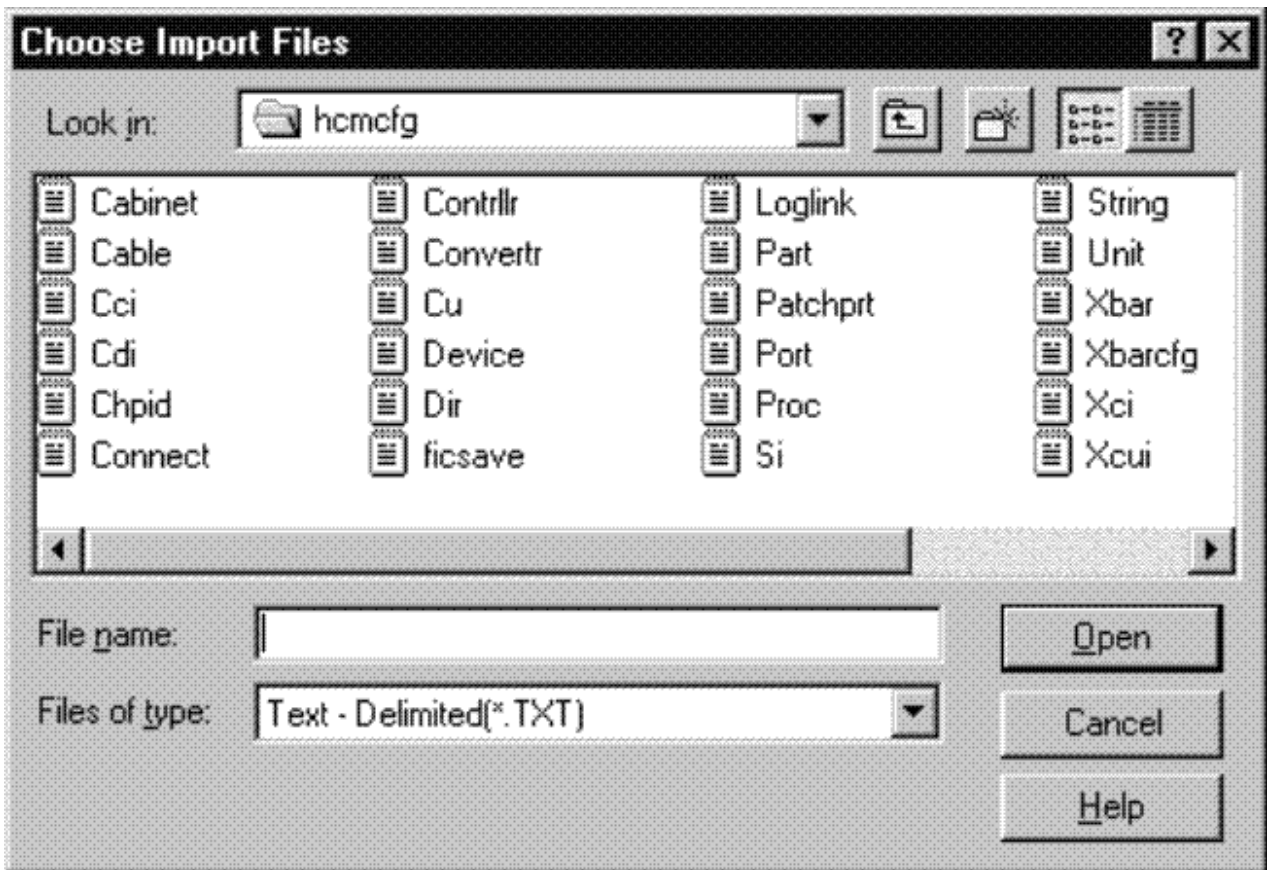 Choose Import Files
Look in: hcmcfg
Cabinet Contrllr Loglink String
Cable Convertr Part Unit
Cci Cu Patchprt Xbar
Cdi Device Port Xbarcfg
Chpid Dir Proc Xci
Connect ficsave Si Xcui
File name: Open
Files of type: Text - Delimited(*.TXT) Cancel
Help